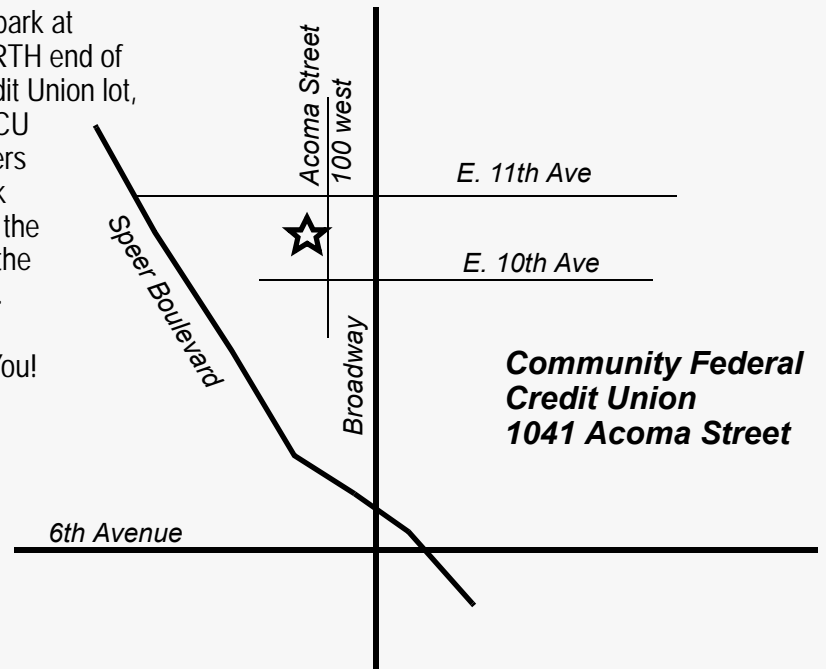 park at
RTH end of
dit Union lot,
CU
ers
k
the
the
You!
Acoma Street
100 west
E. 11th Ave
E. 10th Ave
Speer Boulevard
Broadway
Community Federal
Credit Union
1041 Acoma Street
6th Avenue